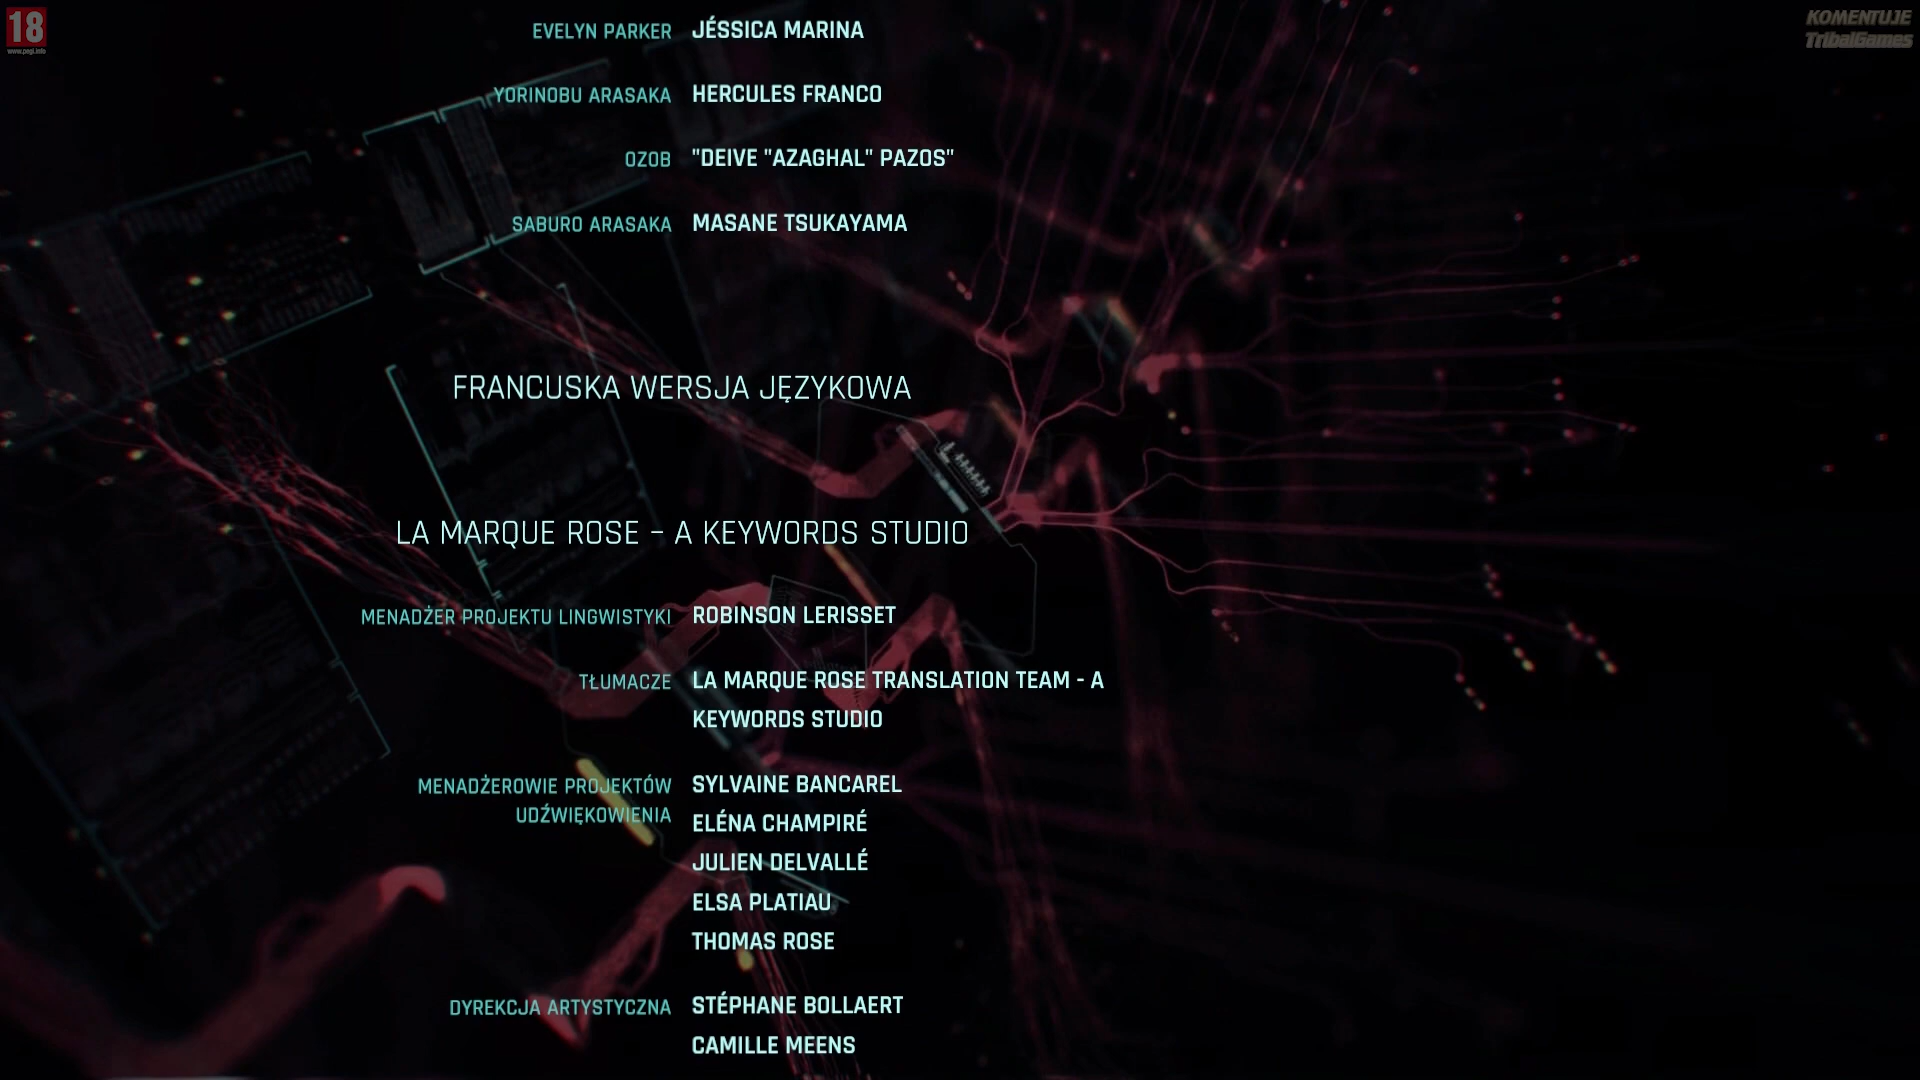 18
www.pegi.info
KOMENTUJE
TribalGames
EVELYN PARKER JÉSSICA MARINA
YORINOBU ARASAKA HERCULES FRANCO
OZOB "DEIVE "AZAGHAL" PAZOS"
SABURO ARASAKA MASANE TSUKAYAMA
FRANCUSKA WERSJA JĘZYKOWA
LA MARQUE ROSE – A KEYWORDS STUDIO
MENADŻER PROJEKTU LINGWISTYKI ROBINSON LERISSET
TŁUMACZE LA MARQUE ROSE TRANSLATION TEAM - A
KEYWORDS STUDIO
MENADŻEROWIE PROJEKTÓW SYLVAINE BANCAREL
UDŹWIĘKOWIENIA ELÉNA CHAMPIRÉ
JULIEN DELVALLÉ
ELSA PLATIAU
THOMAS ROSE
DYREKCJA ARTYSTYCZNA STÉPHANE BOLLAERT
CAMILLE MEENS